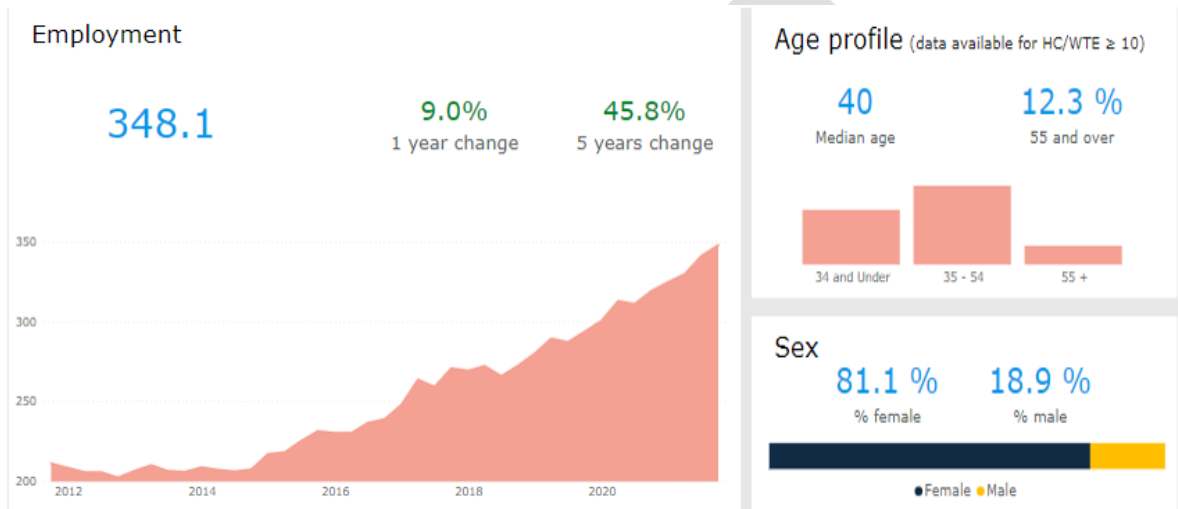 Employment
348.1
9.0%
1 year change
45.8%
5 years change
350
300
250
200
2012
2014
2016
2018
2020
Age profile (data available for HC/WTE ≥ 10)
40
Median age
12.3 %
55 and over
34 and Under
35 - 54
55 +
Sex
81.1 %
% female
18.9 %
% male
Female
Male